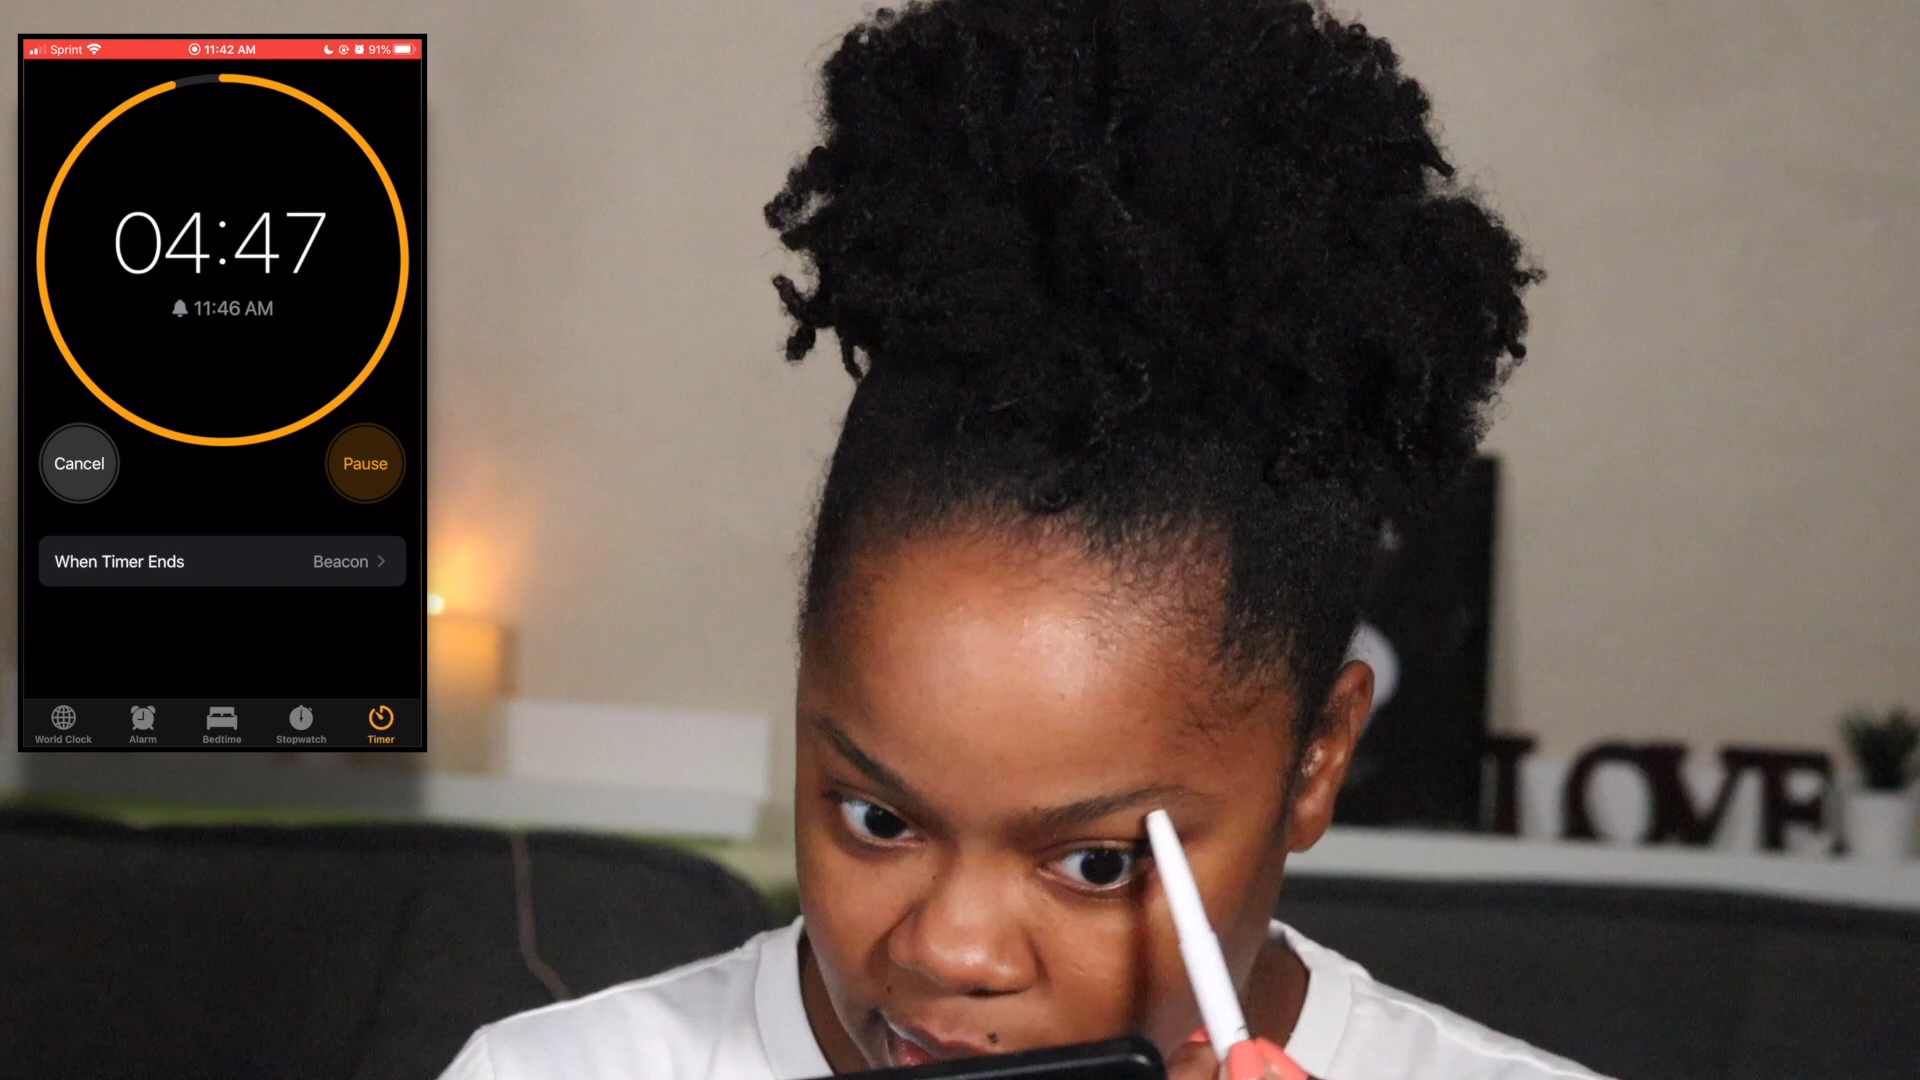 Sprint 11:42 AM 91%
04:47
11:46 AM
Cancel Pause
When Timer Ends Beacon
World Clock Alarm Bedtime Stopwatch Timer
LOVE